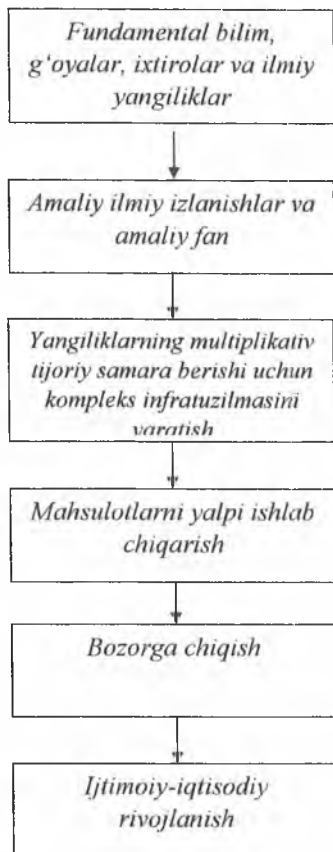 Fundamental bilim,
g‘oyalar, ixtirolar va ilmiy
yangiliklar
Amaliy ilmiy izlanishlar va
amaliy fan
Yangiliklarning multiplikativ
tijoriy samara berishi uchun
kompleks infratuzilmasini
yaratish
Mahsulotlarni yalpi ishlab
chiqarish
Bozorga chiqish
Ijtimoiy-iqtisodiy
rivojlanish